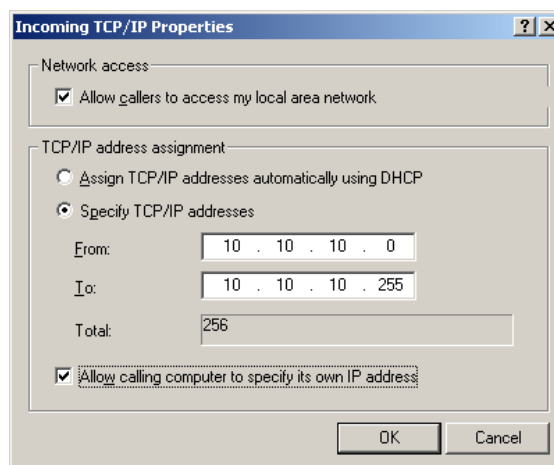 Incoming TCP/IP Properties
Network access
Allow callers to access my local area network
TCP/IP address assignment
Assign TCP/IP addresses automatically using DHCP
Specify TCP/IP addresses
From: 10 . 10 . 10 . 0
To: 10 . 10 . 10 . 255
Total: 256
Allow calling computer to specify its own IP address
OK Cancel